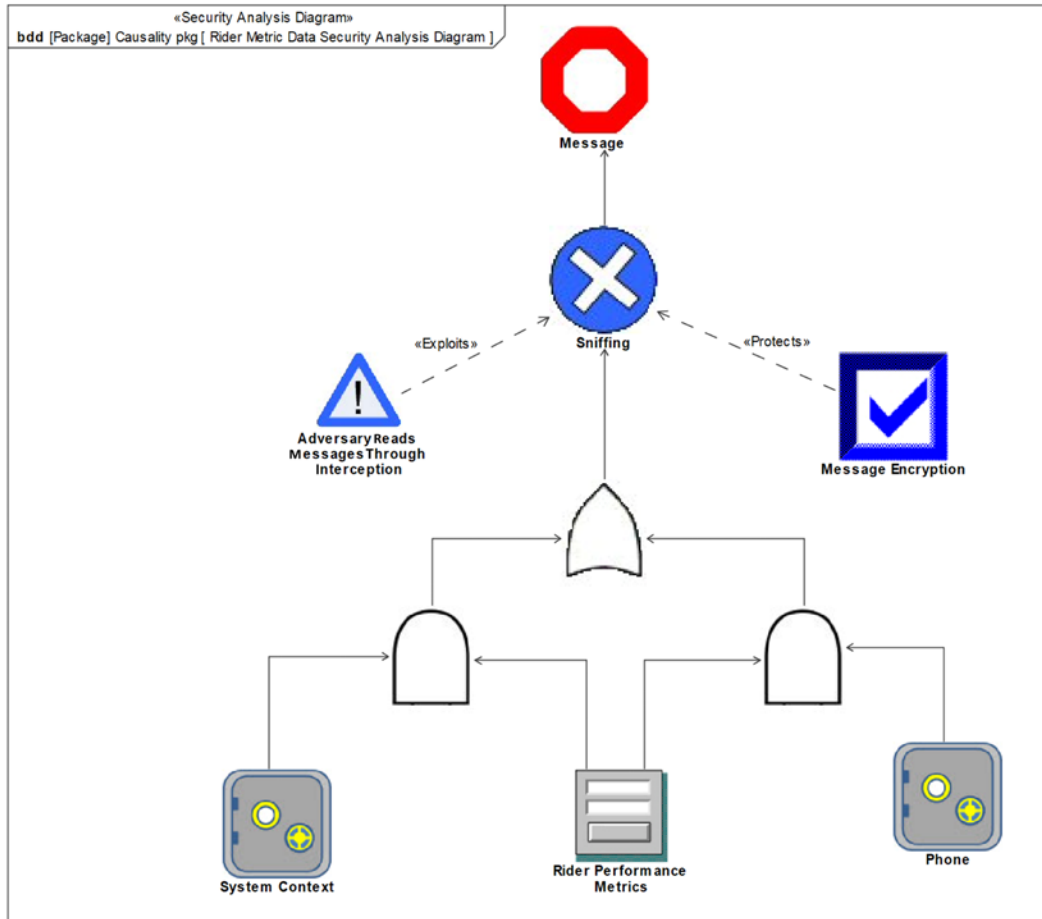 «Security Analysis Diagram»
bdd [Package] Causality pkg [ Rider Metric Data Security Analysis Diagram ]
Message
Sniffing
«Exploits»
«Protects»
Adversary Reads
Messages Through
Interception
Message Encryption
System Context
Rider Performance
Metrics
Phone